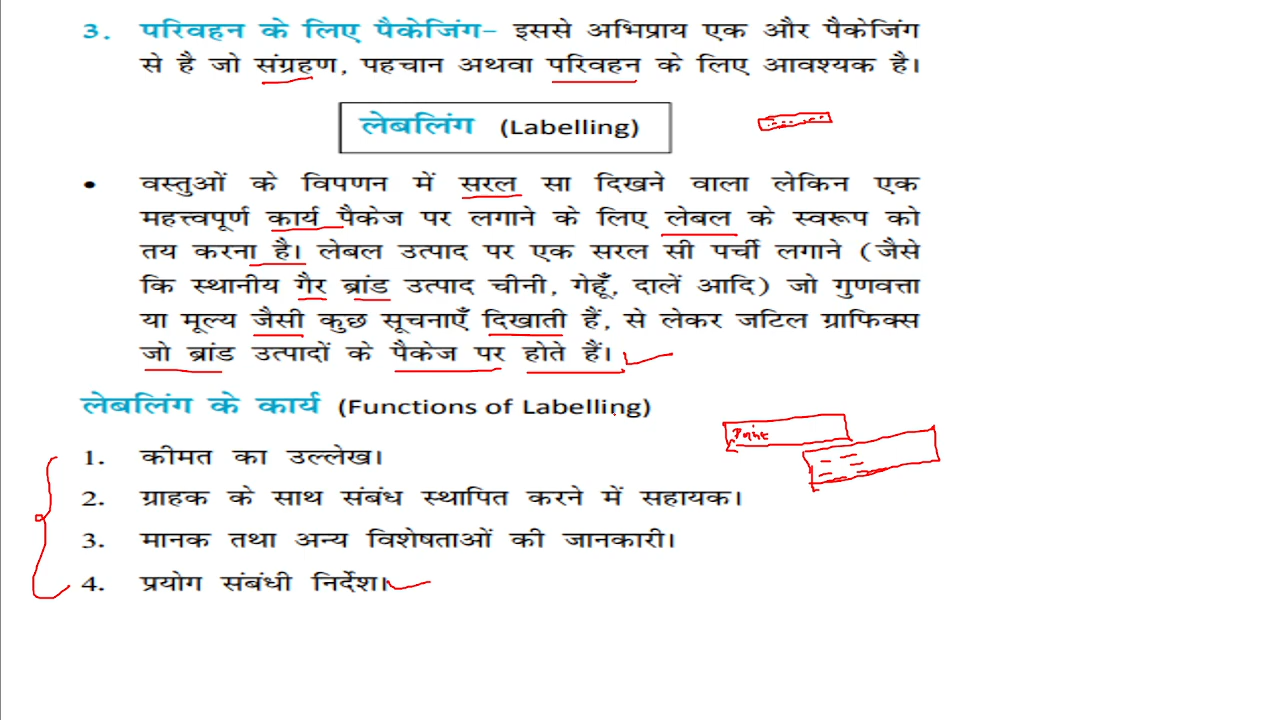 3. परिवहन के लिए पैकेजिंग– इससे अभिप्राय एक और पैकेजिंग
से है जो संग्रहण, पहचान अथवा परिवहन के लिए आवश्यक है।
लेबलिंग (Labelling)
• वस्तुओं के विपणन में सरल सा दिखने वाला लेकिन एक
महत्त्वपूर्ण कार्य पैकेज पर लगाने के लिए लेबल के स्वरूप को
तय करना है। लेबल उत्पाद पर एक सरल सी पर्ची लगाने (जैसे
कि स्थानीय गैर ब्रांड उत्पाद चीनी, गेहूँ, दालें आदि) जो गुणवत्ता
या मूल्य जैसी कुछ सूचनाएँ दिखाती हैं, से लेकर जटिल ग्राफिक्स
जो ब्रांड उत्पादों के पैकेज पर होते हैं।
लेबलिंग के कार्य (Functions of Labelling)
1. कीमत का उल्लेख।
2. ग्राहक के साथ संबंध स्थापित करने में सहायक।
3. मानक तथा अन्य विशेषताओं की जानकारी।
4. प्रयोग संबंधी निर्देश।